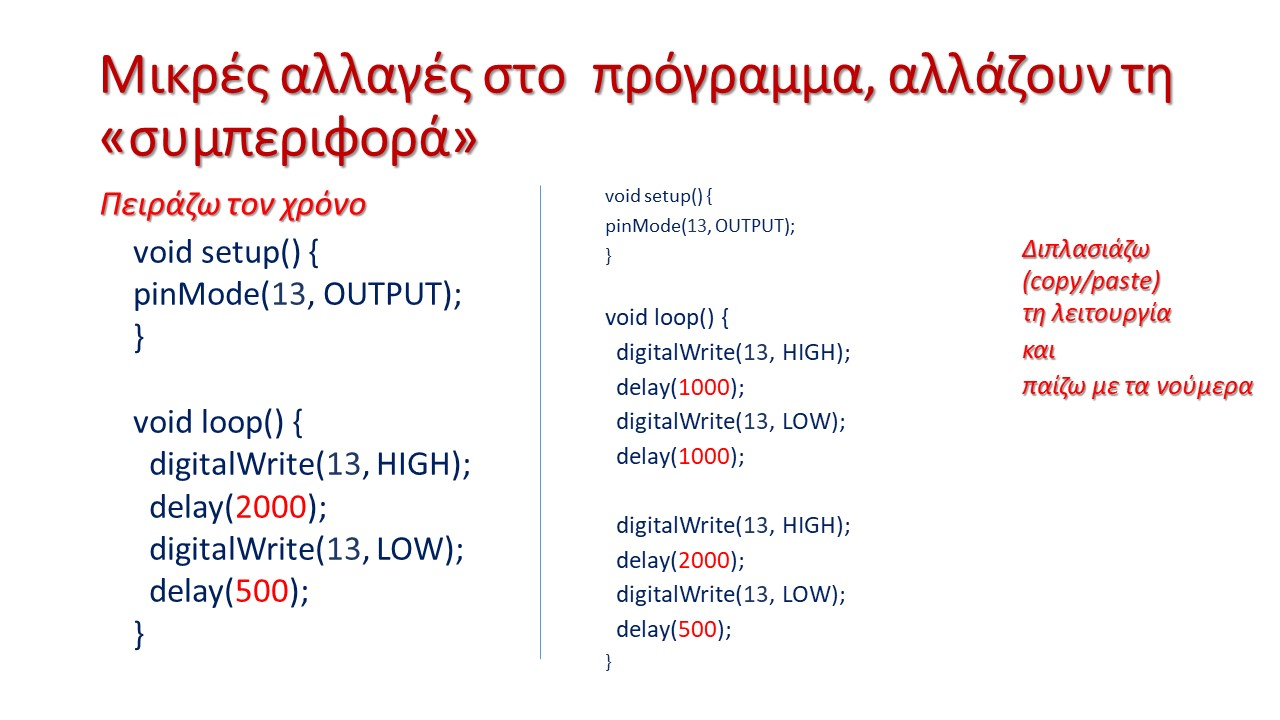 Μικρές αλλαγές στο  πρόγραμμα, αλλάζουν τη
«συμπεριφορά»
Πειράζω τον χρόνο
void setup() {
pinMode(13, OUTPUT);
}
void loop() {
digitalWrite(13, HIGH);
delay(2000);
digitalWrite(13, LOW);
delay(500);
}
void setup() {
pinMode(13, OUTPUT);
}
void loop() {
digitalWrite(13, HIGH);
delay(1000);
digitalWrite(13, LOW);
delay(1000);
digitalWrite(13, HIGH);
delay(2000);
digitalWrite(13, LOW);
delay(500);
}
Διπλασιάζω
(copy/paste)
τη λειτουργία
και
παίζω με τα νούμερα